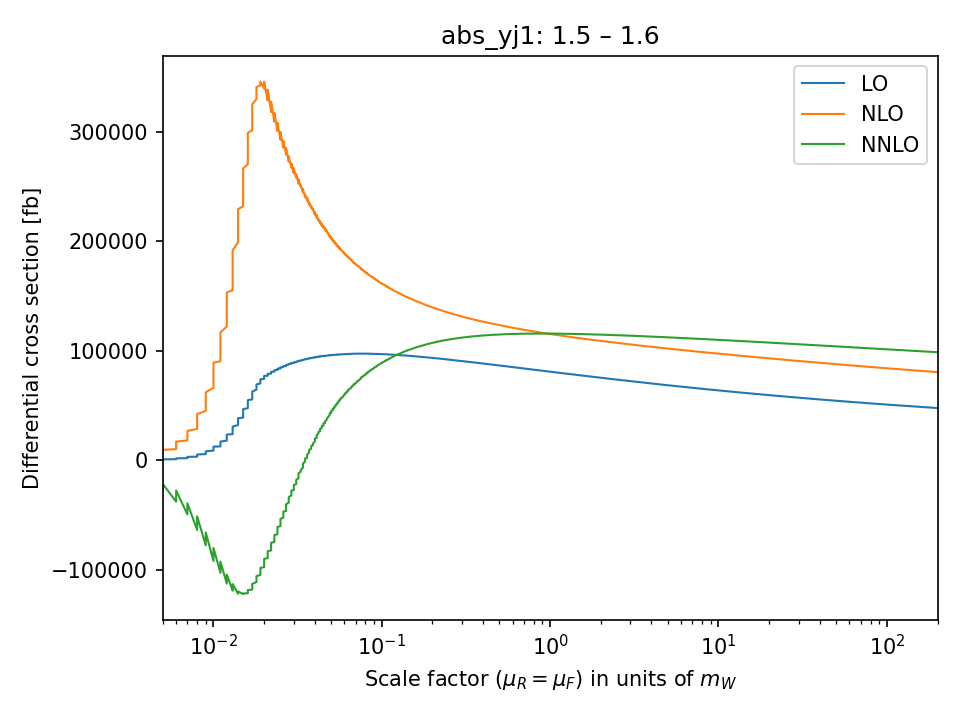 abs_yj1: 1.5 – 1.6
Differential cross section [fb]
300000
200000
100000
0
−100000
LO
NLO
NNLO
10⁻² 10⁻¹ 10⁰ 10¹ 10²
Scale factor (μ_R = μ_F) in units of m_W